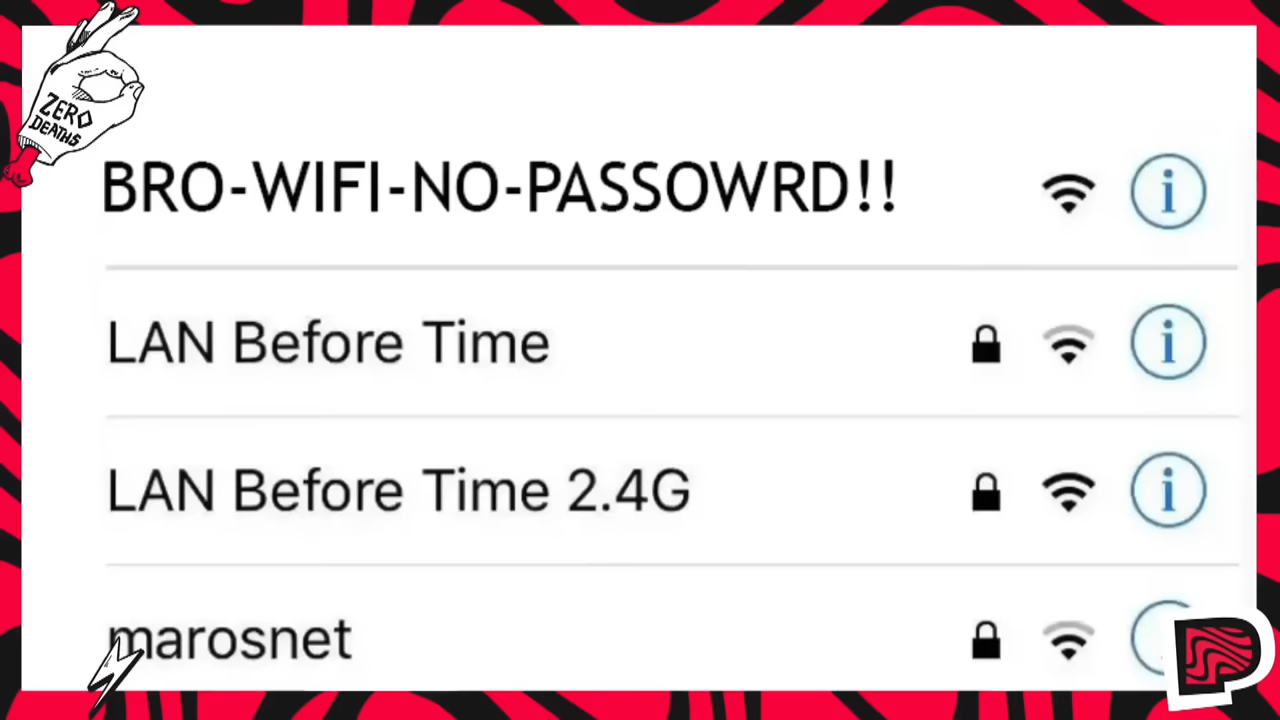 ZERO
DEATHS
BRO-WIFI-NO-PASSOWRD!!
LAN Before Time
LAN Before Time 2.4G
marosnet